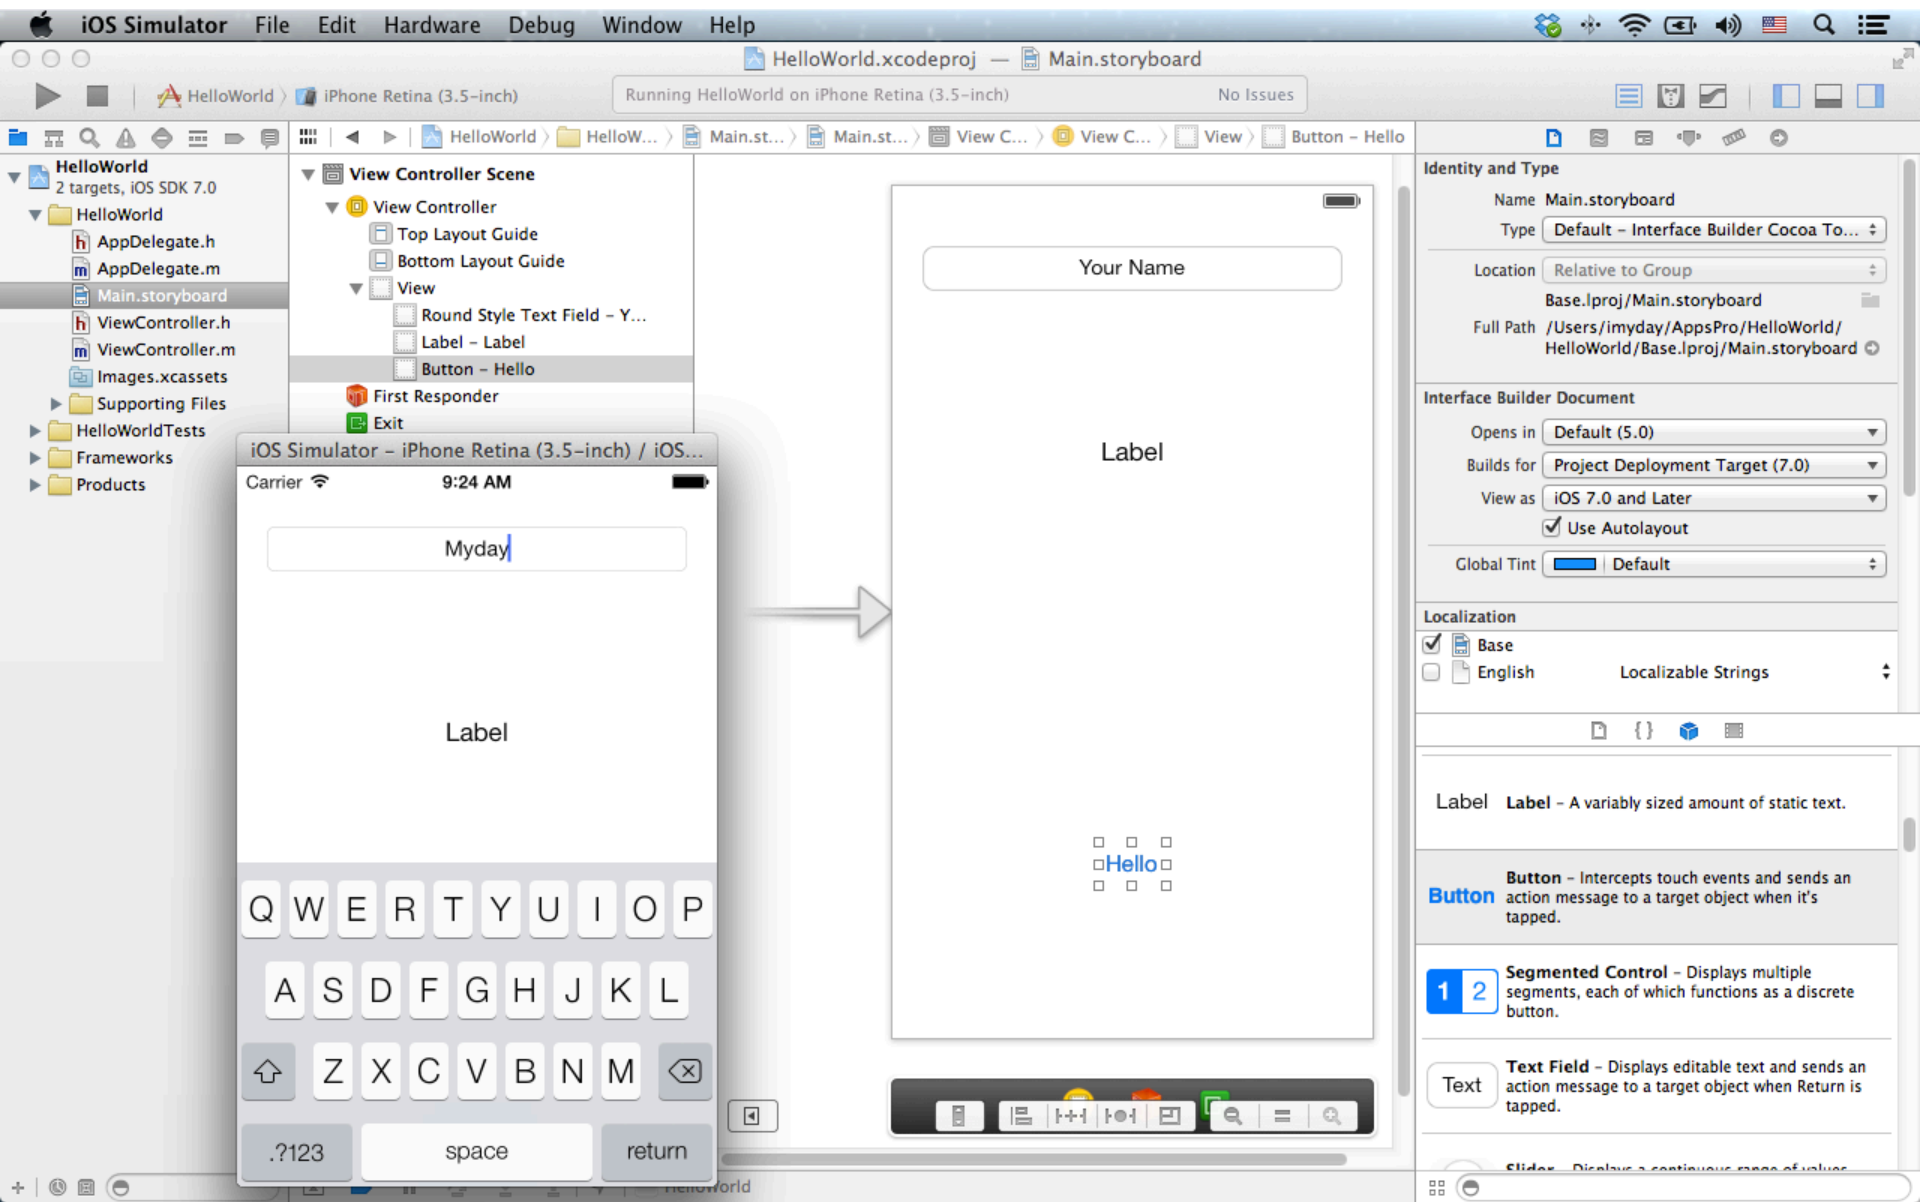 iOS Simulator File Edit Hardware Debug Window Help
HelloWorld.xcodeproj — Main.storyboard
HelloWorld iPhone Retina (3.5-inch)
Running HelloWorld on iPhone Retina (3.5-inch) No Issues
HelloWorld HelloW... Main.st... Main.st... View C... View C... View Button - Hello
HelloWorld
2 targets, iOS SDK 7.0
HelloWorld
AppDelegate.h
AppDelegate.m
Main.storyboard
ViewController.h
ViewController.m
Images.xcassets
Supporting Files
HelloWorldTests
Frameworks
Products
View Controller Scene
View Controller
Top Layout Guide
Bottom Layout Guide
View
Round Style Text Field - Y...
Label - Label
Button - Hello
First Responder
Exit
iOS Simulator - iPhone Retina (3.5-inch) / iOS...
Carrier 9:24 AM
Myday
Label
Q W E R T Y U I O P
A S D F G H J K L
Z X C V B N M
.?123 space return
Your Name
Label
Hello
Identity and Type
Name Main.storyboard
Type Default - Interface Builder Cocoa To...
Location Relative to Group
Base.lproj/Main.storyboard
Full Path /Users/imyday/AppsPro/HelloWorld/
HelloWorld/Base.lproj/Main.storyboard
Interface Builder Document
Opens in Default (5.0)
Builds for Project Deployment Target (7.0)
View as iOS 7.0 and Later
Use Autolayout
Global Tint Default
Localization
Base
English Localizable Strings
{ }
Label Label - A variably sized amount of static text.
Button Button - Intercepts touch events and sends an
action message to a target object when it's
tapped.
1 2 Segmented Control - Displays multiple
segments, each of which functions as a discrete
button.
Text Text Field - Displays editable text and sends an
action message to a target object when Return is
tapped.
Slider - Displays a continuous range of values
HelloWorld